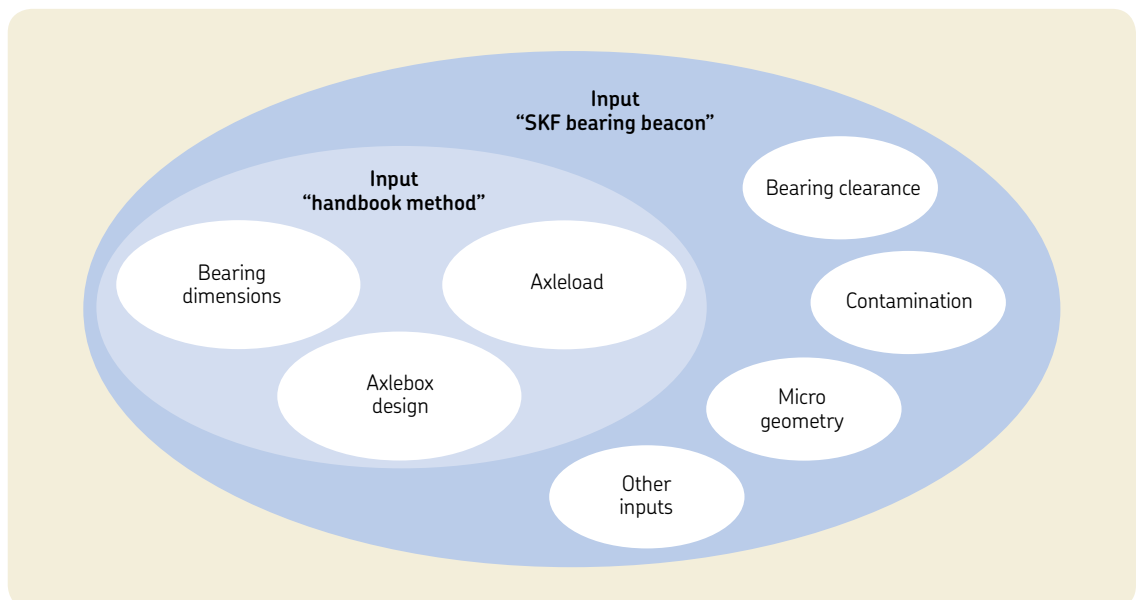 Input
“SKF bearing beacon”
Input
“handbook method”
Bearing
dimensions
Axleload
Axlebox
design
Bearing clearance
Contamination
Micro
geometry
Other
inputs